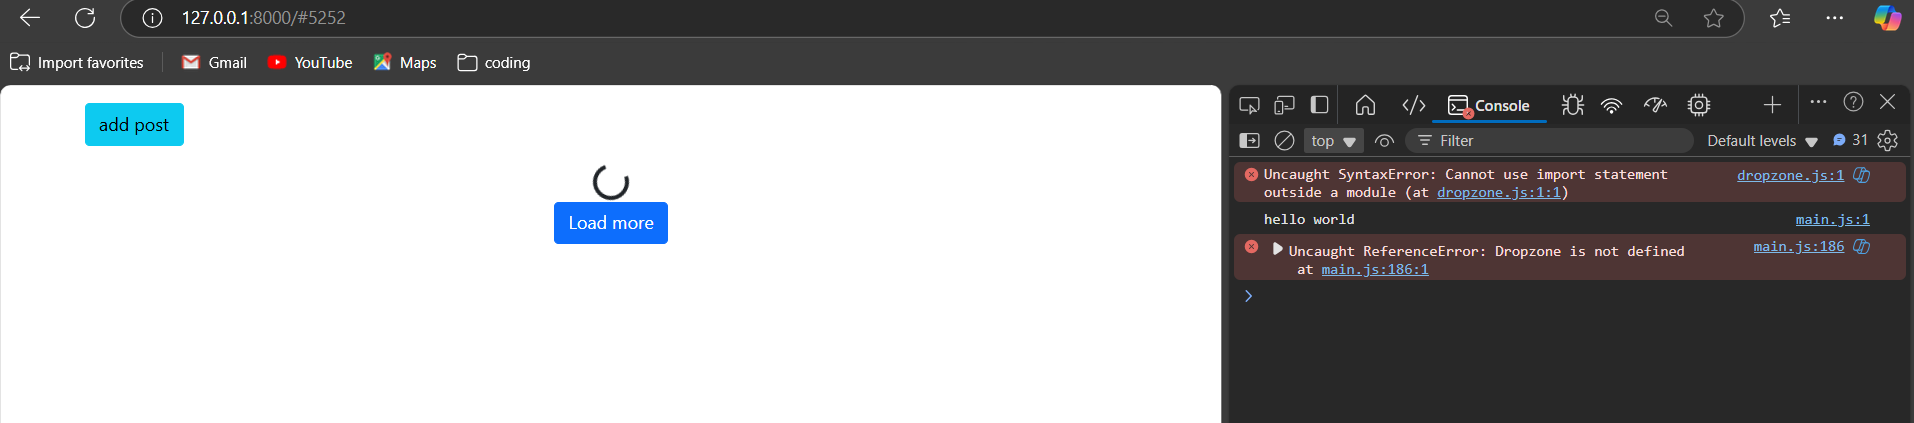 127.0.0.1:8000/#5252
Import favorites
Gmail
YouTube
Maps
coding
add post
Load more
Console
top
Filter
Default levels
31
Uncaught SyntaxError: Cannot use import statement dropzone.js:1
outside a module (at dropzone.js:1:1)
hello world main.js:1
Uncaught ReferenceError: Dropzone is not defined main.js:186
at main.js:186:1